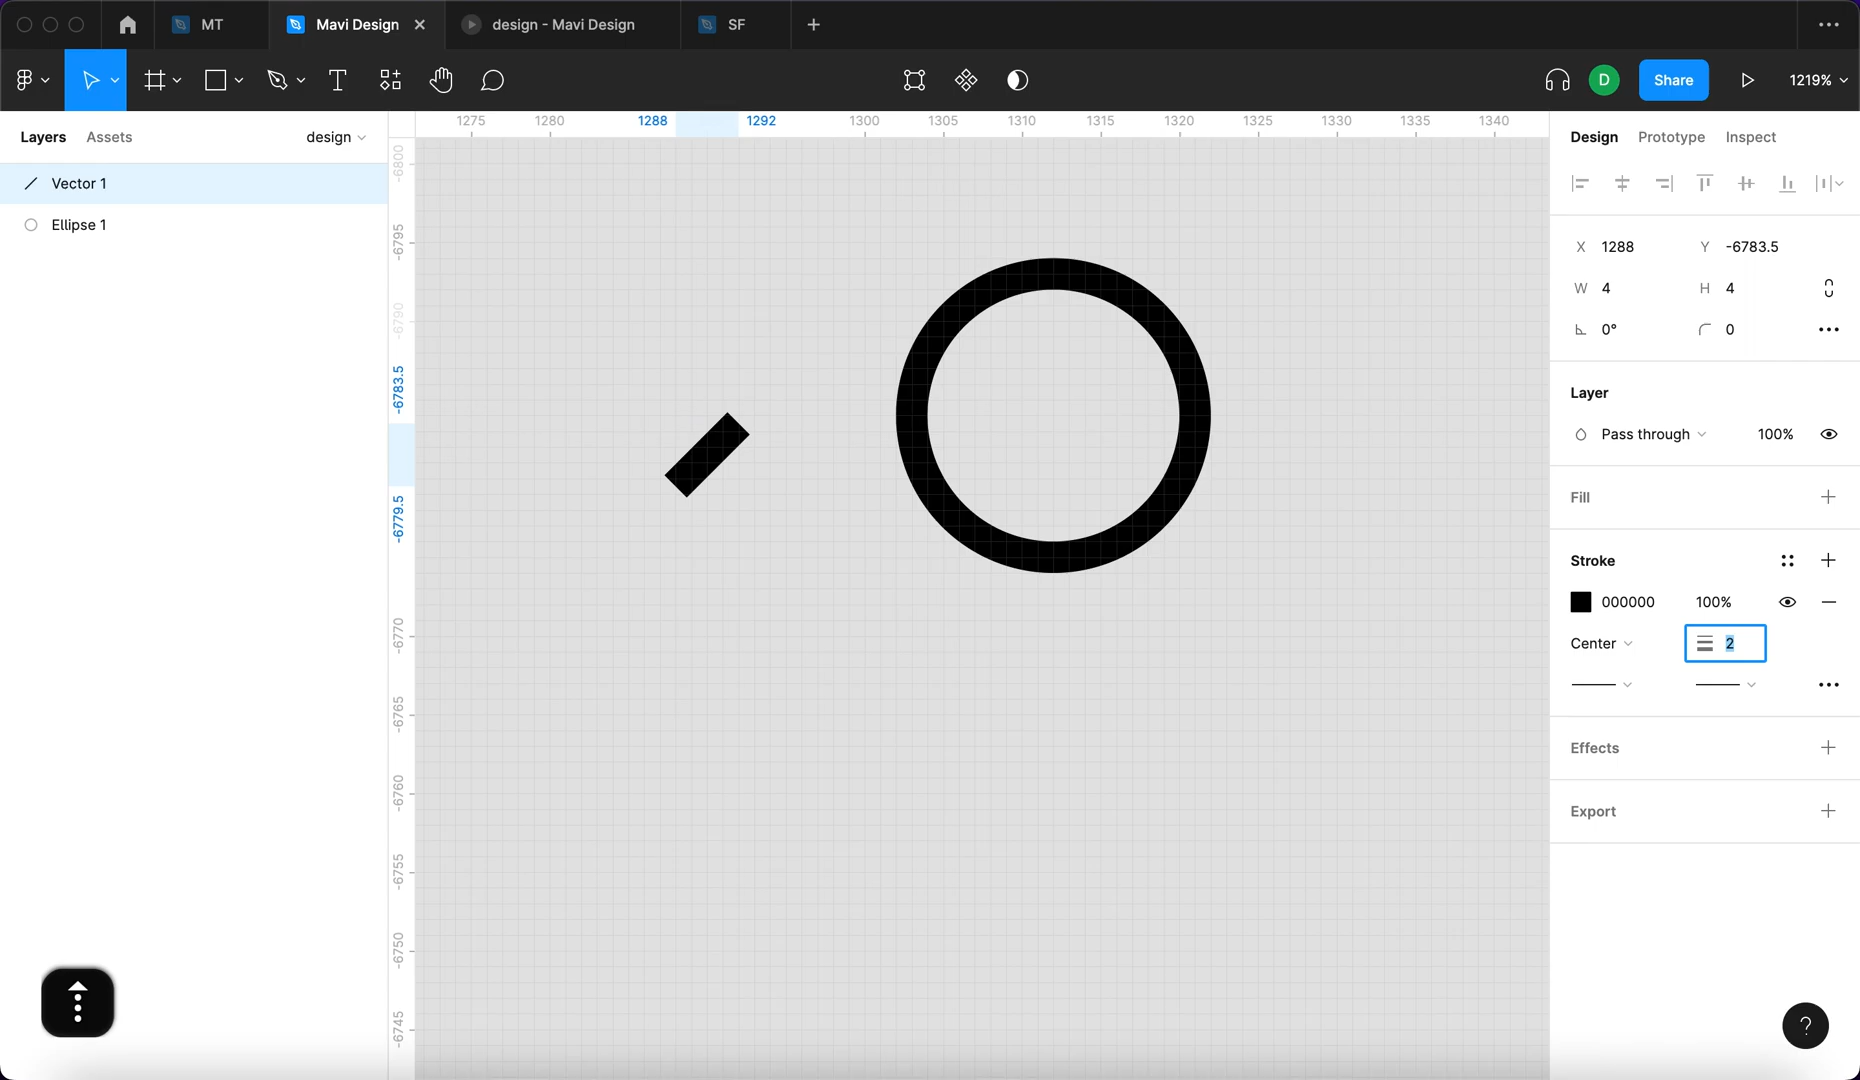 MT
Mavi Design
design - Mavi Design
SF
D
Share
1219%
Layers
Assets
design
1275
1280
1288
1292
1300
1305
1310
1315
1320
1325
1330
1335
1340
Design
Prototype
Inspect
Vector 1
Ellipse 1
-6800
-6795
-6790
-6783.5
-6779.5
-6770
-6765
-6760
-6755
-6750
-6745
X 1288
Y -6783.5
W 4
H 4
0°
0
Layer
Pass through
100%
Fill
Stroke
000000
100%
Center
2
Effects
Export
?